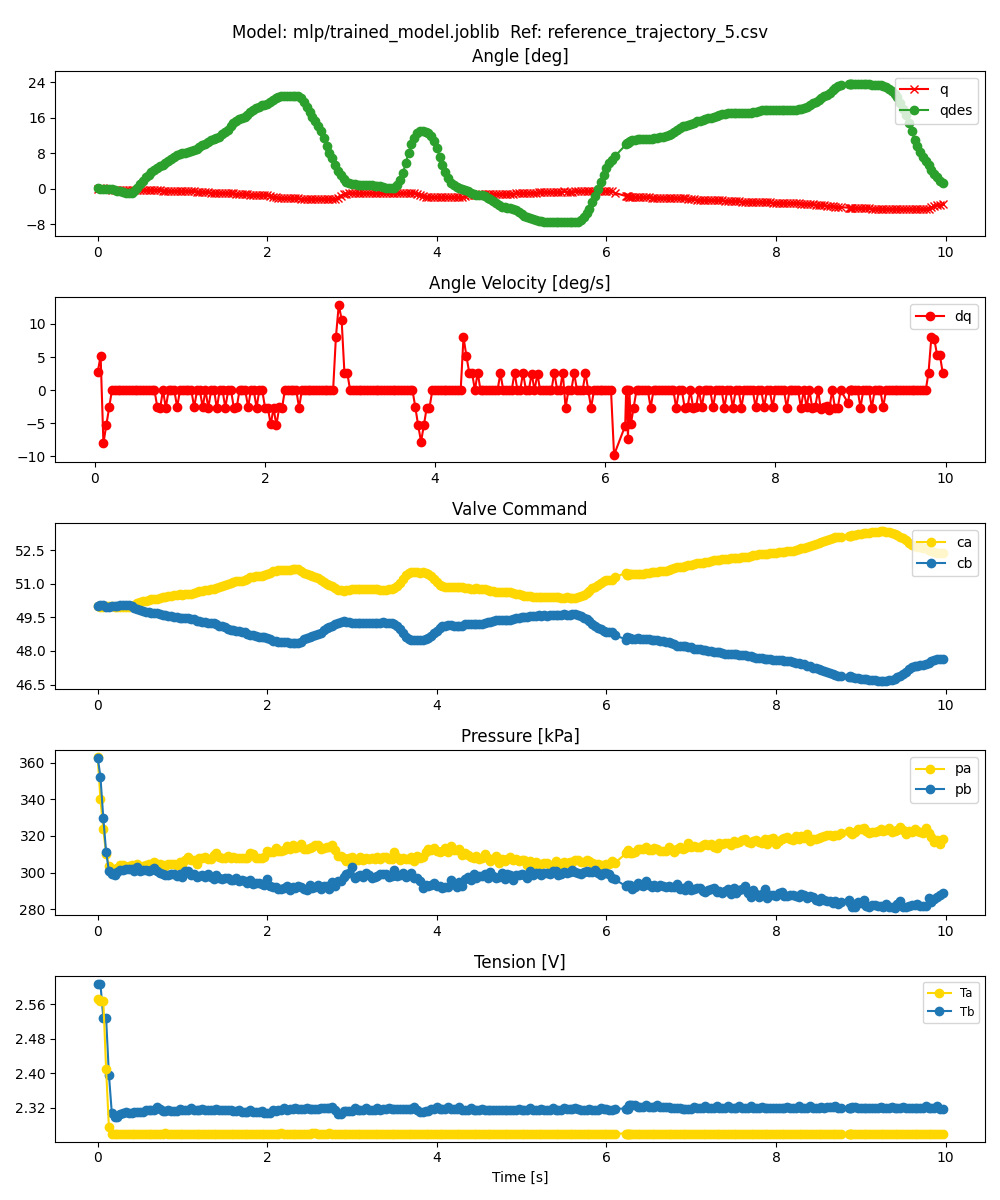 Model: mlp/trained_model.joblib  Ref: reference_trajectory_5.csv
Angle [deg]
24
16
8
0
−8
q
qdes
0 2 4 6 8 10
Angle Velocity [deg/s]
10
5
0
−5
−10
dq
0 2 4 6 8 10
Valve Command
52.5
51.0
49.5
48.0
46.5
ca
cb
0 2 4 6 8 10
Pressure [kPa]
360
340
320
300
280
pa
pb
0 2 4 6 8 10
Tension [V]
2.56
2.48
2.40
2.32
Ta
Tb
0 2 4 6 8 10
Time [s]